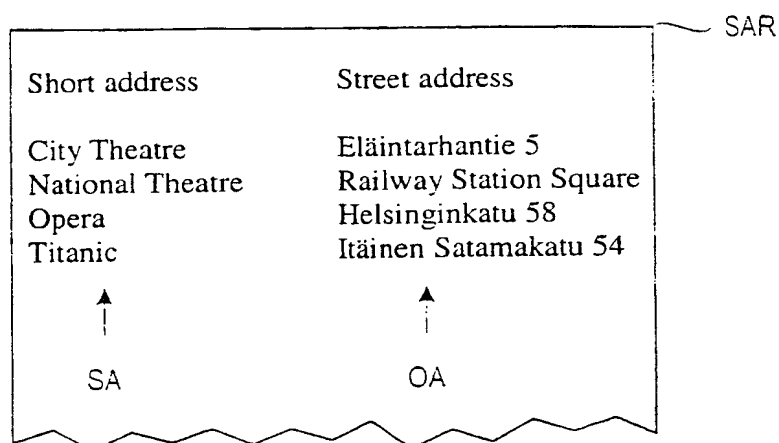 SAR
Short address Street address
City Theatre Eläintarhantie 5
National Theatre Railway Station Square
Opera Helsinginkatu 58
Titanic Itäinen Satamakatu 54
SA OA